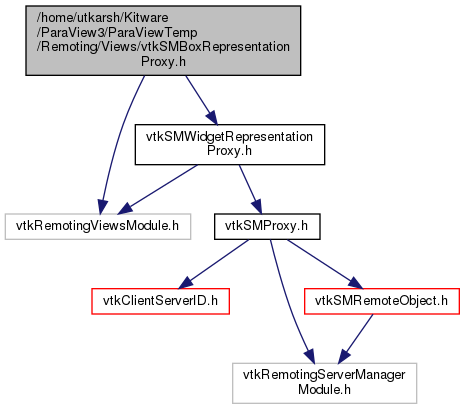 /home/utkarsh/Kitware
/ParaView3/ParaViewTemp
/Remoting/Views/vtkSMBoxRepresentation
Proxy.h
vtkSMWidgetRepresentation
Proxy.h
vtkRemotingViewsModule.h
vtkSMProxy.h
vtkClientServerID.h
vtkSMRemoteObject.h
vtkRemotingServerManager
Module.h